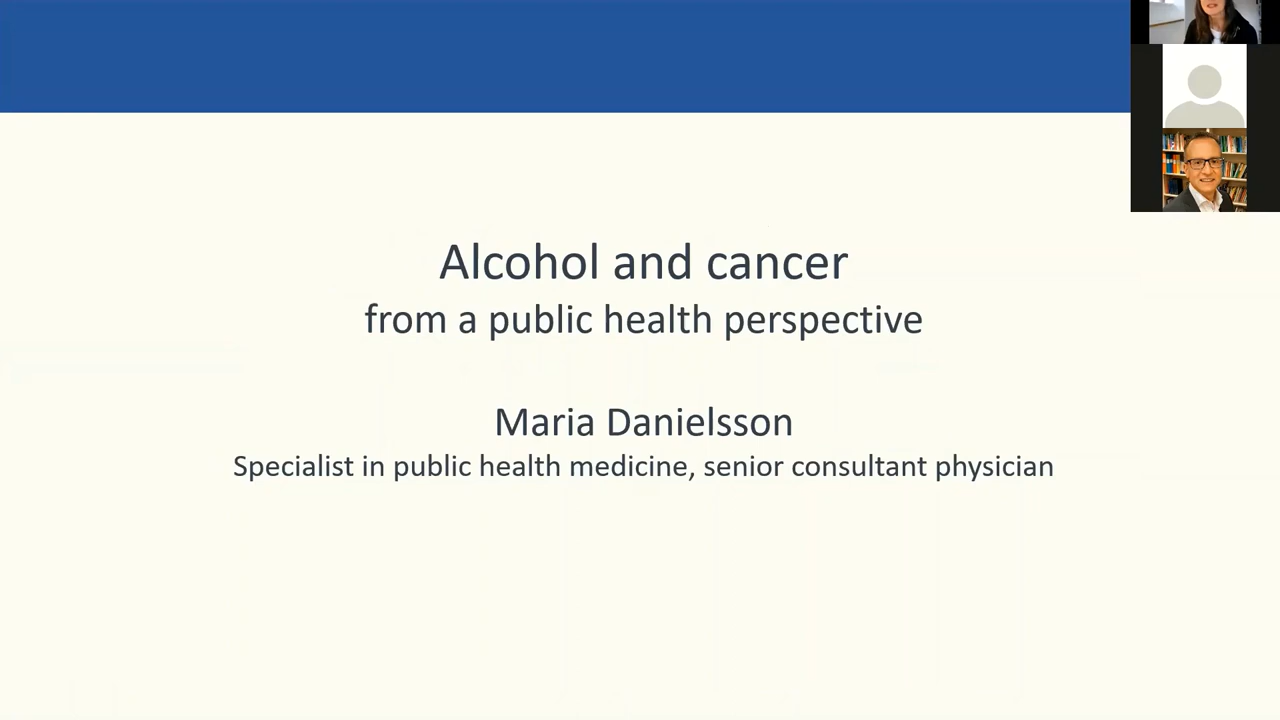 Alcohol and cancer
from a public health perspective
Maria Danielsson
Specialist in public health medicine, senior consultant physician